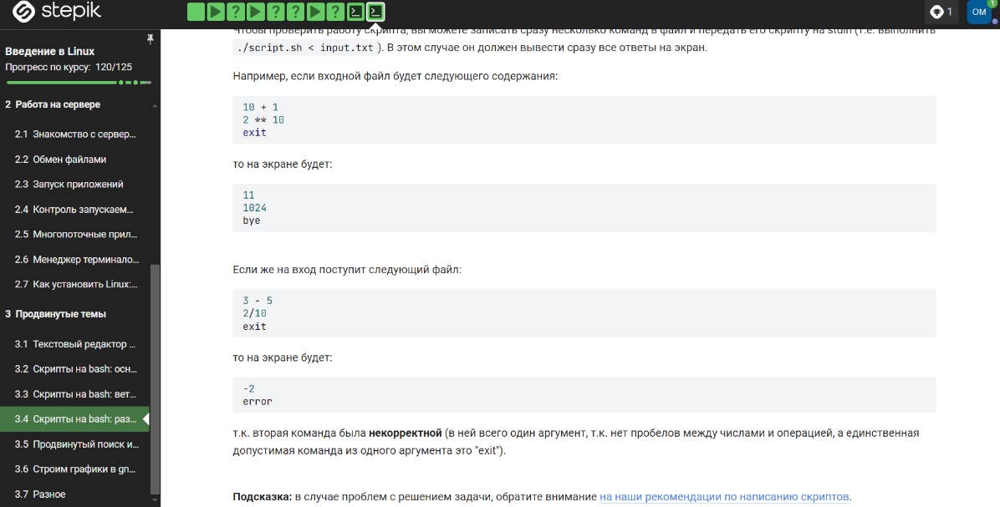 stepik
?
?
?
?
>_
>_
1
ОМ
1
Введение в Linux
Прогресс по курсу: 120/125
2 Работа на сервере
2.1 Знакомство с сервер...
2.2 Обмен файлами
2.3 Запуск приложений
2.4 Контроль запускаем...
2.5 Многопоточные прил...
2.6 Менеджер терминало...
2.7 Как установить Linux:...
3 Продвинутые темы
3.1 Текстовый редактор ...
3.2 Скрипты на bash: осн...
3.3 Скрипты на bash: вет...
3.4 Скрипты на bash: раз...
3.5 Продвинутый поиск и...
3.6 Строим графики в gn...
3.7 Разное
Чтобы проверить работу скрипта, вы можете записать сразу несколько команд в файл и передать его скрипту на stdin (т.е. выполнить
./script.sh < input.txt ). В этом случае он должен вывести сразу все ответы на экран.
Например, если входной файл будет следующего содержания:
10 + 1
2 ** 10
exit
то на экране будет:
11
1024
bye
Если же на вход поступит следующий файл:
3 - 5
2/10
exit
то на экране будет:
-2
error
т.к. вторая команда была некорректной (в ней всего один аргумент, т.к. нет пробелов между числами и операцией, а единственная
допустимая команда из одного аргумента это "exit").
Подсказка: в случае проблем с решением задачи, обратите внимание на наши рекомендации по написанию скриптов.